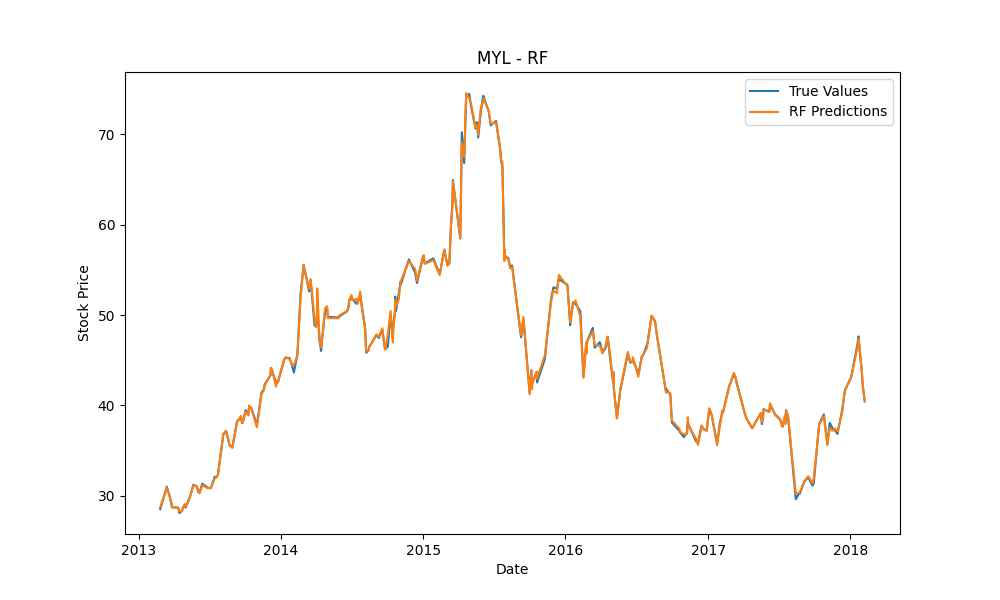 MYL - RF
True Values
RF Predictions
70
60
50
40
30
Stock Price
2013 2014 2015 2016 2017 2018
Date